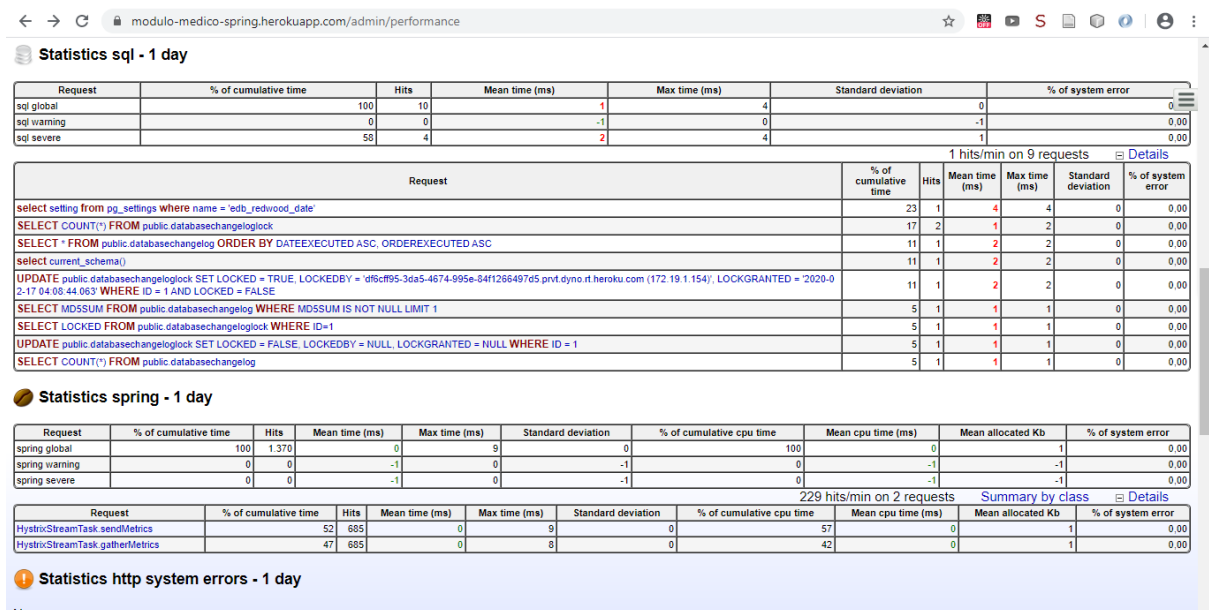 modulo-medico-spring.herokuapp.com/admin/performance
OFF
S
Statistics sql - 1 day
Request % of cumulative time Hits Mean time (ms) Max time (ms) Standard deviation % of system error
sql global 100 10 1 4 0
sql warning 0 0 -1 0 -1 0,00
sql severe 58 4 2 4 1 0,00
1 hits/min on 9 requests Details
Request % of cumulative time Hits Mean time (ms) Max time (ms) Standard deviation % of system error
select setting from pg_settings where name = 'edb_redwood_date' 23 1 4 4 0 0,00
SELECT COUNT(*) FROM public.databasechangeloglock 17 2 1 2 0 0,00
SELECT * FROM public.databasechangelog ORDER BY DATEEXECUTED ASC, ORDEREXECUTED ASC 11 1 2 2 0 0,00
select current_schema() 11 1 2 2 0 0,00
UPDATE public.databasechangeloglock SET LOCKED = TRUE, LOCKEDBY = 'df6cff95-3da5-4674-995e-84f1266497d5.prvt.dyno.rt.heroku.com (172.19.1.154)', LOCKGRANTED = '2020-0
2-17 04:08:44.063' WHERE ID = 1 AND LOCKED = FALSE 11 1 2 2 0 0,00
SELECT MD5SUM FROM public.databasechangelog WHERE MD5SUM IS NOT NULL LIMIT 1 5 1 1 1 0 0,00
SELECT LOCKED FROM public.databasechangeloglock WHERE ID=1 5 1 1 1 0 0,00
UPDATE public.databasechangeloglock SET LOCKED = FALSE, LOCKEDBY = NULL, LOCKGRANTED = NULL WHERE ID = 1 5 1 1 1 0 0,00
SELECT COUNT(*) FROM public.databasechangelog 5 1 1 1 0 0,00
Statistics spring - 1 day
Request % of cumulative time Hits Mean time (ms) Max time (ms) Standard deviation % of cumulative cpu time Mean cpu time (ms) Mean allocated Kb % of system error
spring global 100 1.370 0 9 0 100 0 1 0,00
spring warning 0 0 -1 0 -1 0 -1 -1 0,00
spring severe 0 0 -1 0 -1 0 -1 -1 0,00
229 hits/min on 2 requests Summary by class Details
Request % of cumulative time Hits Mean time (ms) Max time (ms) Standard deviation % of cumulative cpu time Mean cpu time (ms) Mean allocated Kb % of system error
HystrixStreamTask.sendMetrics 52 685 0 9 0 57 0 1 0,00
HystrixStreamTask.gatherMetrics 47 685 0 8 0 42 0 1 0,00
Statistics http system errors - 1 day